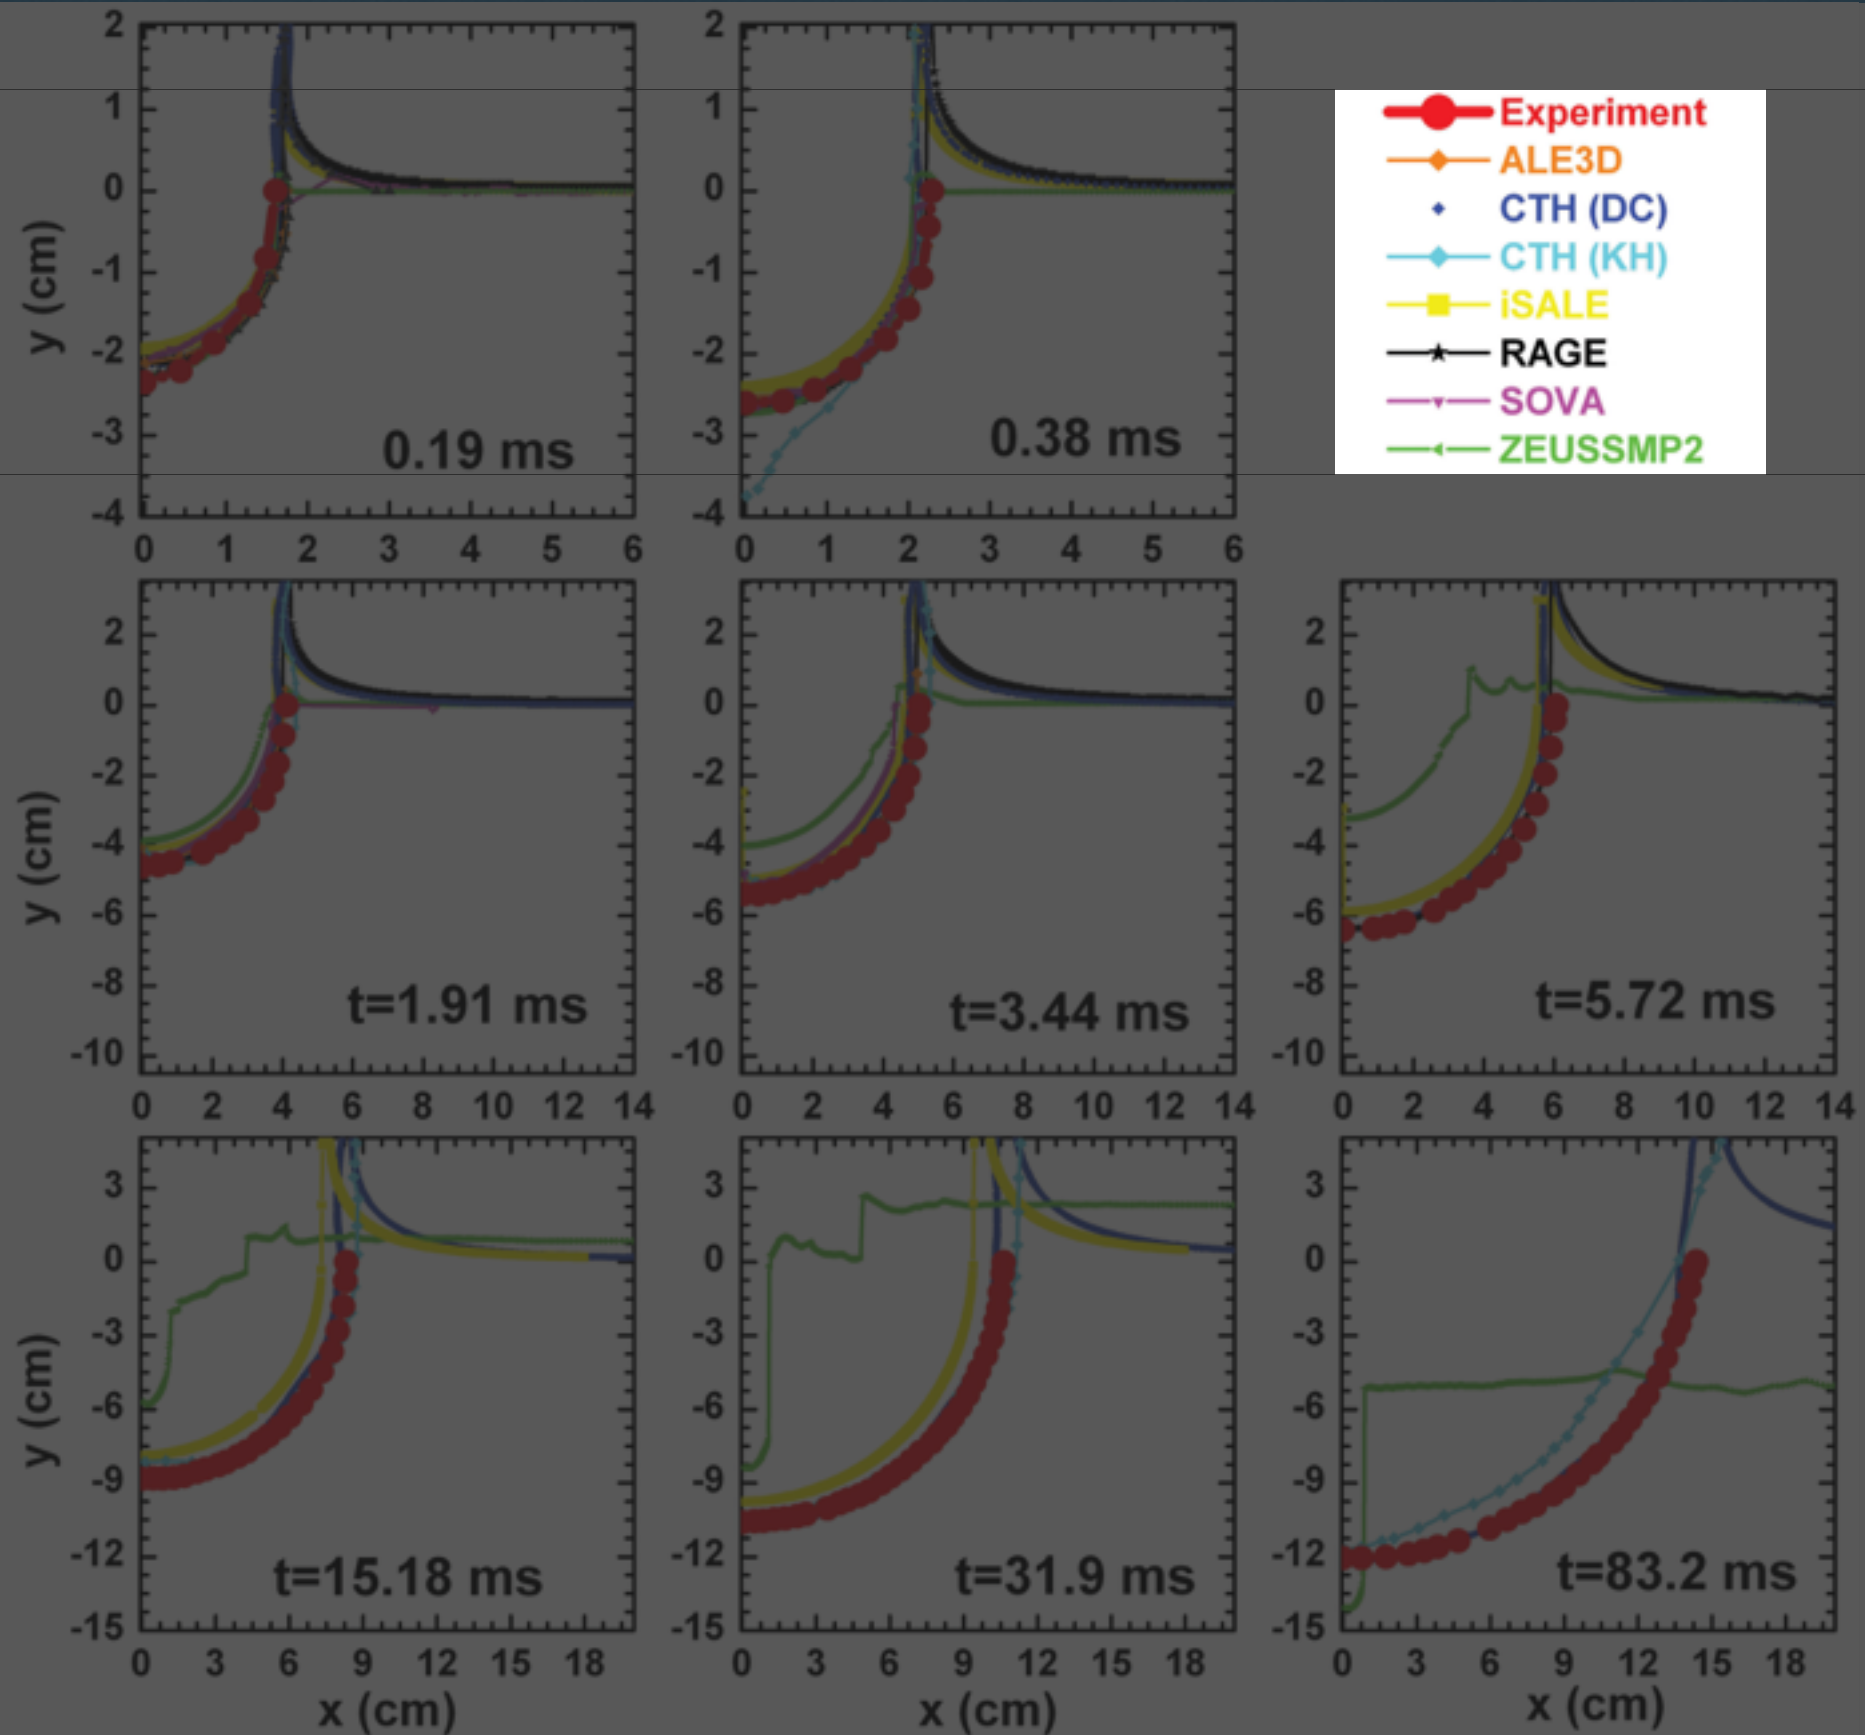 2
1
0
-1
-2
-3
-4
y (cm)
0.19 ms
0 1 2 3 4 5 6
2
1
0
-1
-2
-3
-4
0.38 ms
0 1 2 3 4 5 6
Experiment
ALE3D
CTH (DC)
CTH (KH)
iSALE
RAGE
SOVA
ZEUSSMP2
2
0
-2
-4
-6
-8
-10
y (cm)
t=1.91 ms
0 2 4 6 8 10 12 14
2
0
-2
-4
-6
-8
-10
t=3.44 ms
0 2 4 6 8 10 12 14
2
0
-2
-4
-6
-8
-10
t=5.72 ms
0 2 4 6 8 10 12 14
3
0
-3
-6
-9
-12
-15
y (cm)
t=15.18 ms
0 3 6 9 12 15 18
x (cm)
3
0
-3
-6
-9
-12
-15
t=31.9 ms
0 3 6 9 12 15 18
x (cm)
3
0
-3
-6
-9
-12
-15
t=83.2 ms
0 3 6 9 12 15 18
x (cm)